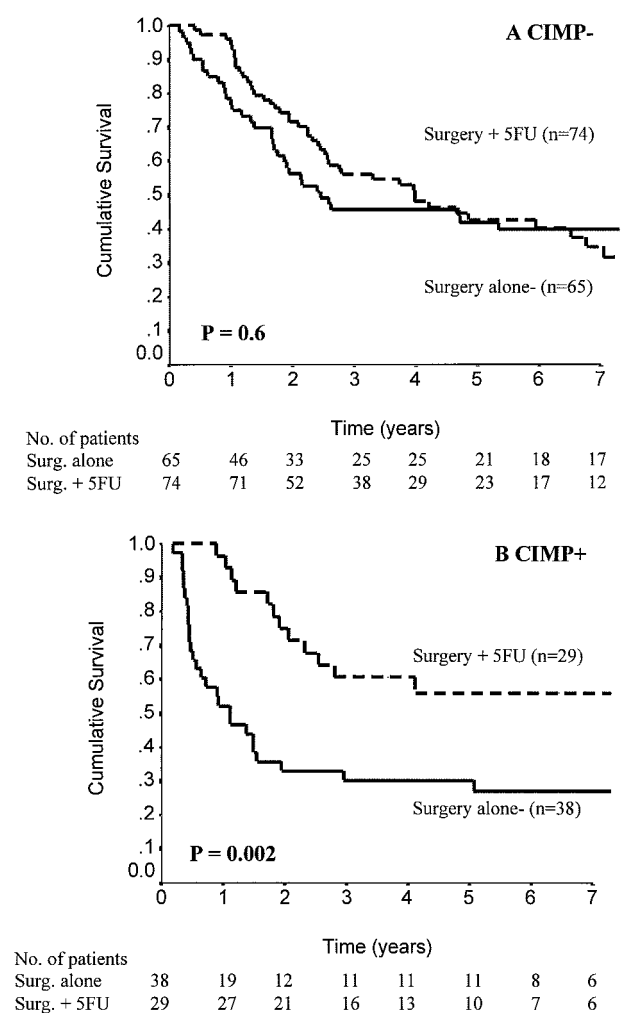 A CIMP-
1.0
.9
.8
.7
.6
.5
.4
.3
.2
.1
0.0
Cumulative Survival
Surgery + 5FU (n=74)
Surgery alone- (n=65)
P = 0.6
0 1 2 3 4 5 6 7
Time (years)
No. of patients
Surg. alone 65 46 33 25 25 21 18 17
Surg. + 5FU 74 71 52 38 29 23 17 12
B CIMP+
1.0
.9
.8
.7
.6
.5
.4
.3
.2
.1
0.0
Cumulative Survival
Surgery + 5FU (n=29)
Surgery alone- (n=38)
P = 0.002
0 1 2 3 4 5 6 7
Time (years)
No. of patients
Surg. alone 38 19 12 11 11 11 8 6
Surg. + 5FU 29 27 21 16 13 10 7 6